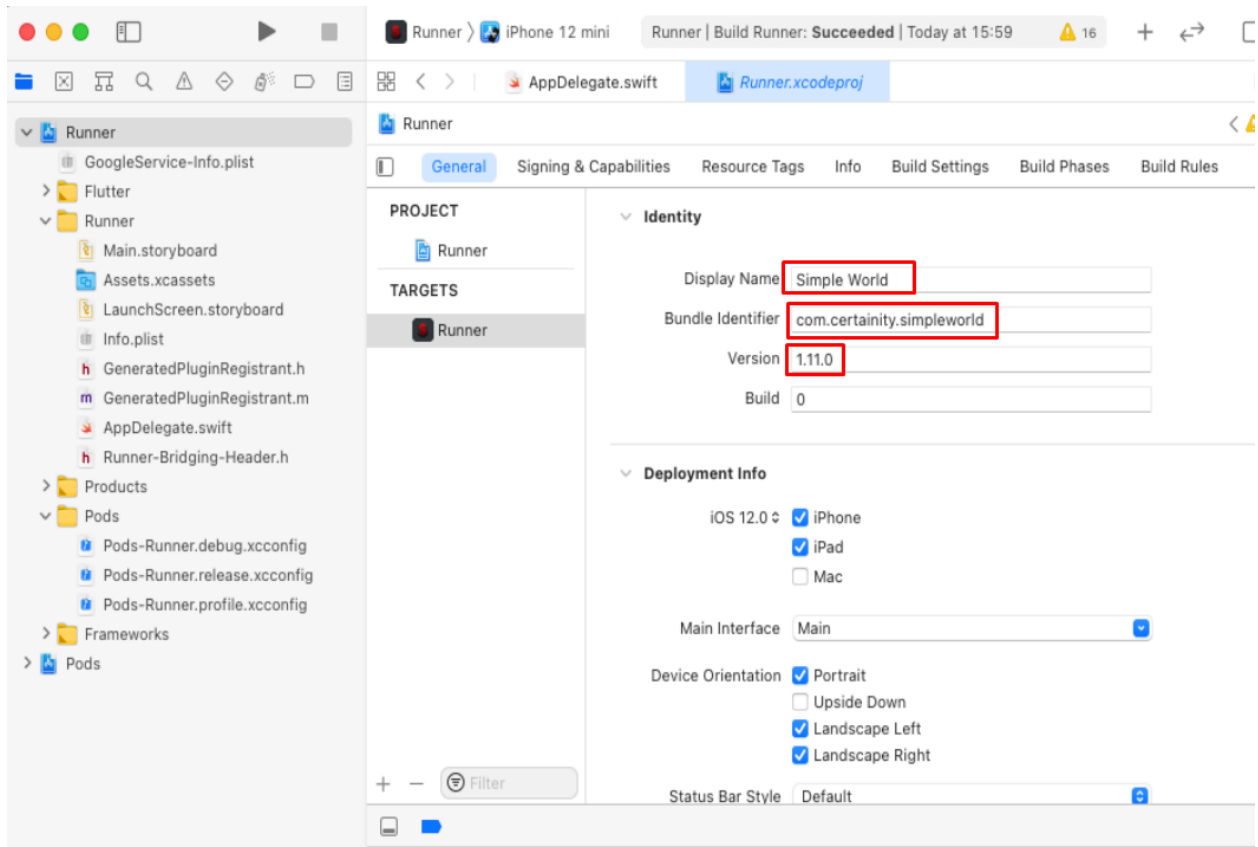 Runner 〉 iPhone 12 mini
Runner | Build Runner: Succeeded | Today at 15:59
16
AppDelegate.swift
Runner.xcodeproj
Runner
GoogleService-Info.plist
Flutter
Runner
Main.storyboard
Assets.xcassets
LaunchScreen.storyboard
Info.plist
h GeneratedPluginRegistrant.h
m GeneratedPluginRegistrant.m
AppDelegate.swift
h Runner-Bridging-Header.h
Products
Pods
Pods-Runner.debug.xcconfig
Pods-Runner.release.xcconfig
Pods-Runner.profile.xcconfig
Frameworks
Pods
Runner
General Signing & Capabilities Resource Tags Info Build Settings Build Phases Build Rules
PROJECT
Runner
TARGETS
Runner
Filter
Identity
Display Name Simple World
Bundle Identifier com.certainity.simpleworld
Version 1.11.0
Build 0
Deployment Info
iOS 12.0 iPhone
iPad
Mac
Main Interface Main
Device Orientation Portrait
Upside Down
Landscape Left
Landscape Right
Status Bar Style Default